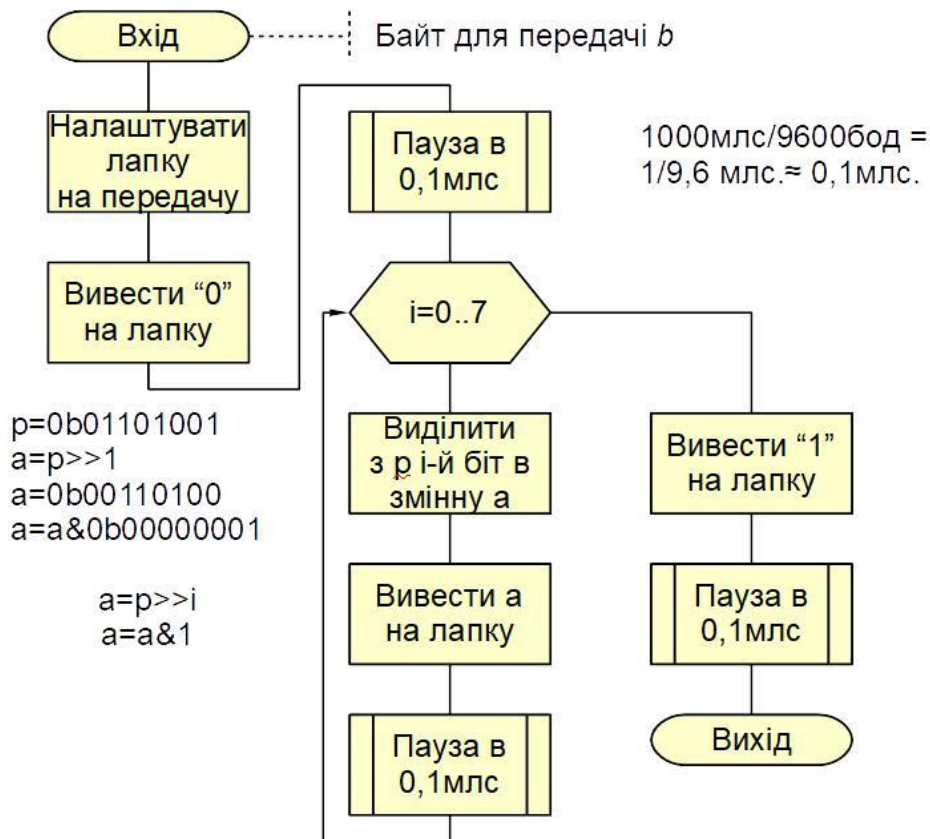 Вхід
Байт для передачі b
Налаштувати
лапку
на передачу
Вивести “0”
на лапку
p=0b01101001
a=p>>1
a=0b00110100
a=a&0b00000001
a=p>>i
a=a&1
Пауза в
0,1млс
1000млс/9600бод =
1/9,6 млс.≈ 0,1млс.
i=0..7
Виділити
з р і-й біт в
змінну а
Вивести а
на лапку
Пауза в
0,1млс
Вивести “1”
на лапку
Пауза в
0,1млс
Вихід